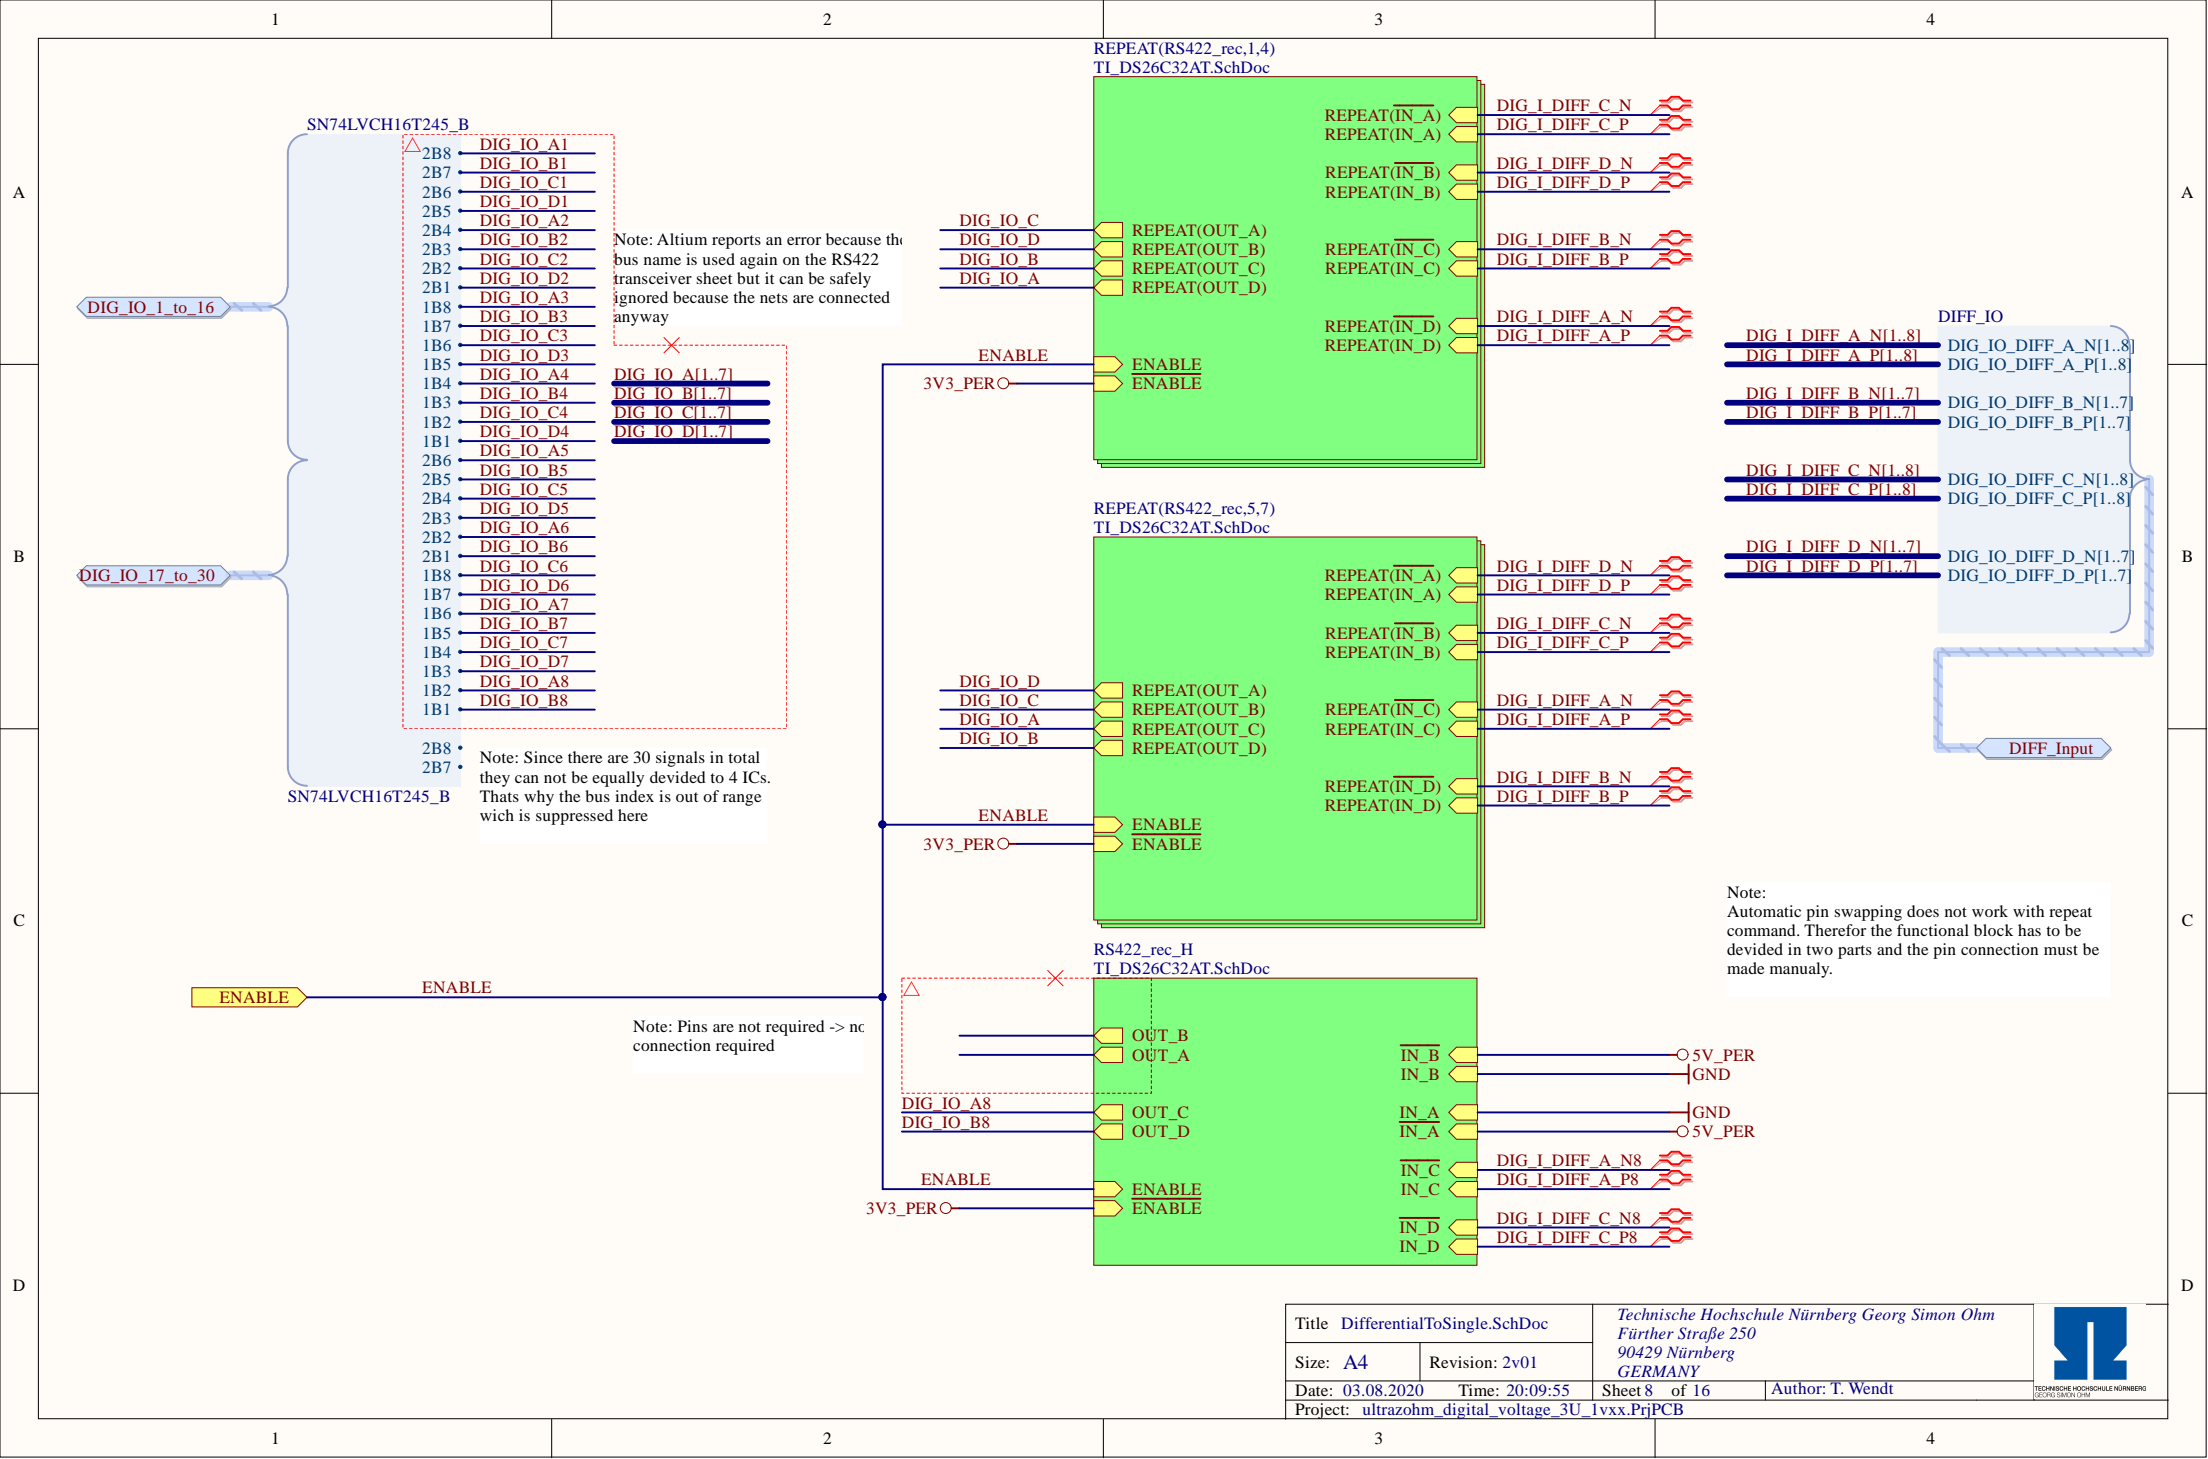 1 2 3 4
A
B
C
D
SN74LVCH16T245_B
2B8 DIG_IO_A1
2B7 DIG_IO_B1
2B6 DIG_IO_C1
2B5 DIG_IO_D1
2B4 DIG_IO_A2
2B3 DIG_IO_B2
2B2 DIG_IO_C2
2B1 DIG_IO_D2
1B8 DIG_IO_A3
1B7 DIG_IO_B3
1B6 DIG_IO_C3
1B5 DIG_IO_D3
1B4 DIG_IO_A4
1B3 DIG_IO_B4
1B2 DIG_IO_C4
1B1 DIG_IO_D4
2B6 DIG_IO_A5
2B5 DIG_IO_B5
2B4 DIG_IO_C5
2B3 DIG_IO_D5
2B2 DIG_IO_A6
2B1 DIG_IO_B6
1B8 DIG_IO_C6
1B7 DIG_IO_D6
1B6 DIG_IO_A7
1B5 DIG_IO_B7
1B4 DIG_IO_C7
1B3 DIG_IO_D7
1B2 DIG_IO_A8
1B1 DIG_IO_B8
2B8
2B7
SN74LVCH16T245_B
DIG_IO_1_to_16
DIG_IO_17_to_30
Note: Altium reports an error because the
bus name is used again on the RS422
transceiver sheet but it can be safely
ignored because the nets are connected
anyway
DIG_IO_A[1..7]
DIG_IO_B[1..7]
DIG_IO_C[1..7]
DIG_IO_D[1..7]
Note: Since there are 30 signals in total
they can not be equally devided to 4 ICs.
Thats why the bus index is out of range
wich is suppressed here
ENABLE
ENABLE
Note: Pins are not required -> no
connection required
REPEAT(RS422_rec,1,4)
TI_DS26C32AT.SchDoc
DIG_IO_C REPEAT(OUT_A)
DIG_IO_D REPEAT(OUT_B)
DIG_IO_B REPEAT(OUT_C)
DIG_IO_A REPEAT(OUT_D)
ENABLE ENABLE
3V3_PER ENABLE
REPEAT(IN_A) DIG_I_DIFF_C_N
REPEAT(IN_A) DIG_I_DIFF_C_P
REPEAT(IN_B) DIG_I_DIFF_D_N
REPEAT(IN_B) DIG_I_DIFF_D_P
REPEAT(IN_C) DIG_I_DIFF_B_N
REPEAT(IN_C) DIG_I_DIFF_B_P
REPEAT(IN_D) DIG_I_DIFF_A_N
REPEAT(IN_D) DIG_I_DIFF_A_P
REPEAT(RS422_rec,5,7)
TI_DS26C32AT.SchDoc
DIG_IO_D REPEAT(OUT_A)
DIG_IO_C REPEAT(OUT_B)
DIG_IO_A REPEAT(OUT_C)
DIG_IO_B REPEAT(OUT_D)
ENABLE ENABLE
3V3_PER ENABLE
REPEAT(IN_A) DIG_I_DIFF_D_N
REPEAT(IN_A) DIG_I_DIFF_D_P
REPEAT(IN_B) DIG_I_DIFF_C_N
REPEAT(IN_B) DIG_I_DIFF_C_P
REPEAT(IN_C) DIG_I_DIFF_A_N
REPEAT(IN_C) DIG_I_DIFF_A_P
REPEAT(IN_D) DIG_I_DIFF_B_N
REPEAT(IN_D) DIG_I_DIFF_B_P
RS422_rec_H
TI_DS26C32AT.SchDoc
OUT_B
OUT_A
DIG_IO_A8 OUT_C
DIG_IO_B8 OUT_D
ENABLE ENABLE
3V3_PER ENABLE
IN_B 5V_PER
IN_B GND
IN_A GND
IN_A 5V_PER
IN_C DIG_I_DIFF_A_N8
IN_C DIG_I_DIFF_A_P8
IN_D DIG_I_DIFF_C_N8
IN_D DIG_I_DIFF_C_P8
DIFF_IO
DIG_I_DIFF_A_N[1..8] DIG_IO_DIFF_A_N[1..8]
DIG_I_DIFF_A_P[1..8] DIG_IO_DIFF_A_P[1..8]
DIG_I_DIFF_B_N[1..7] DIG_IO_DIFF_B_N[1..7]
DIG_I_DIFF_B_P[1..7] DIG_IO_DIFF_B_P[1..7]
DIG_I_DIFF_C_N[1..8] DIG_IO_DIFF_C_N[1..8]
DIG_I_DIFF_C_P[1..8] DIG_IO_DIFF_C_P[1..8]
DIG_I_DIFF_D_N[1..7] DIG_IO_DIFF_D_N[1..7]
DIG_I_DIFF_D_P[1..7] DIG_IO_DIFF_D_P[1..7]
DIFF_Input
Note:
Automatic pin swapping does not work with repeat
command. Therefor the functional block has to be
devided in two parts and the pin connection must be
made manualy.
A
B
C
D
Title DifferentialToSingle.SchDoc
Size: A4 Revision: 2v01
Date: 03.08.2020 Time: 20:09:55 Sheet 8 of 16 Author: T. Wendt
Project: ultrazohm_digital_voltage_3U_1vxx.PrjPCB
Technische Hochschule Nürnberg Georg Simon Ohm
Fürther Straße 250
90429 Nürnberg
GERMANY
TECHNISCHE HOCHSCHULE NÜRNBERG
GEORG SIMON OHM
1 2 3 4